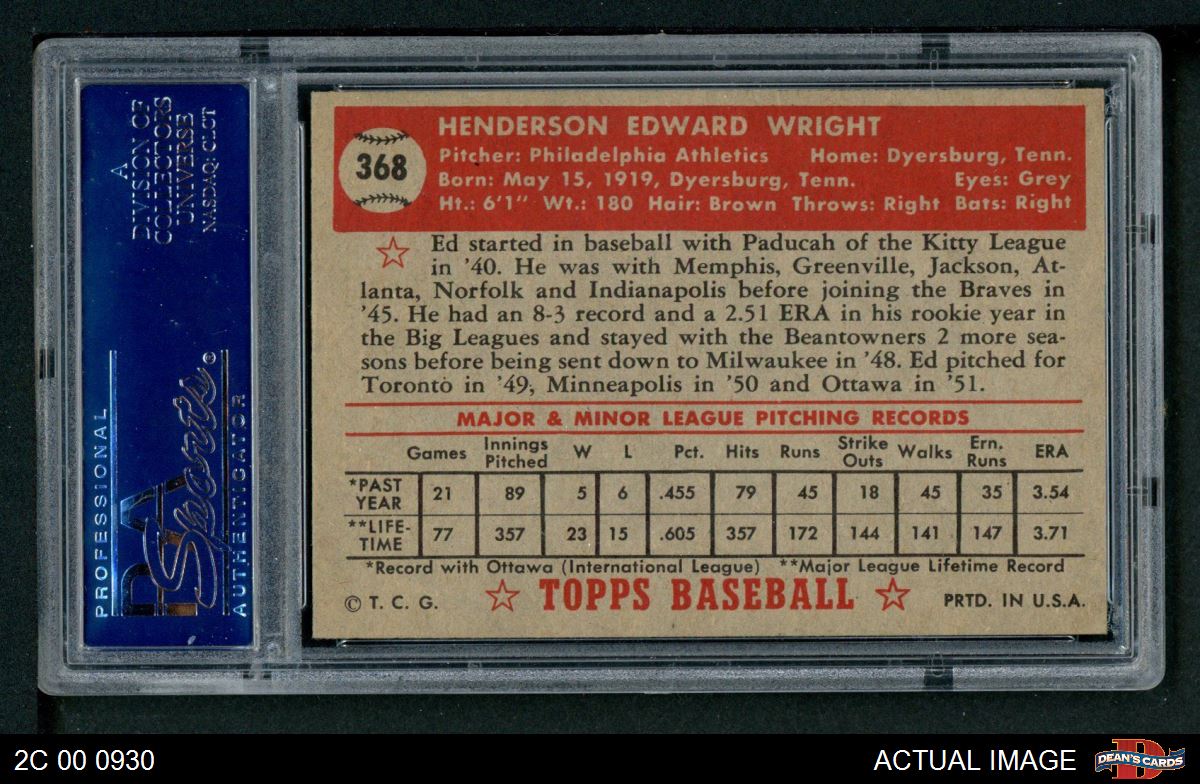 A
DIVISION OF
COLLECTORS
UNIVERSE
NASDAQ: CLCT
PROFESSIONAL
PSA
Sports
®
AUTHENTICATOR
368
HENDERSON EDWARD WRIGHT
Pitcher: Philadelphia Athletics Home: Dyersburg, Tenn.
Born: May 15, 1919, Dyersburg, Tenn. Eyes: Grey
Ht.: 6'1" Wt.: 180 Hair: Brown Throws: Right Bats: Right
Ed started in baseball with Paducah of the Kitty League
in '40. He was with Memphis, Greenville, Jackson, At-
lanta, Norfolk and Indianapolis before joining the Braves in
'45. He had an 8-3 record and a 2.51 ERA in his rookie year in
the Big Leagues and stayed with the Beantowners 2 more sea-
sons before being sent down to Milwaukee in '48. Ed pitched for
Toronto in '49, Minneapolis in '50 and Ottawa in '51.
MAJOR & MINOR LEAGUE PITCHING RECORDS
Games Innings Pitched W L Pct. Hits Runs Strike Outs Walks Ern. Runs ERA
*PAST YEAR 21 89 5 6 .455 79 45 18 45 35 3.54
**LIFE-TIME 77 357 23 15 .605 357 172 144 141 147 3.71
*Record with Ottawa (International League) **Major League Lifetime Record
© T. C. G. TOPPS BASEBALL PRTD. IN U.S.A.
2C 00 0930 ACTUAL IMAGE
D
DEAN'S CARDS